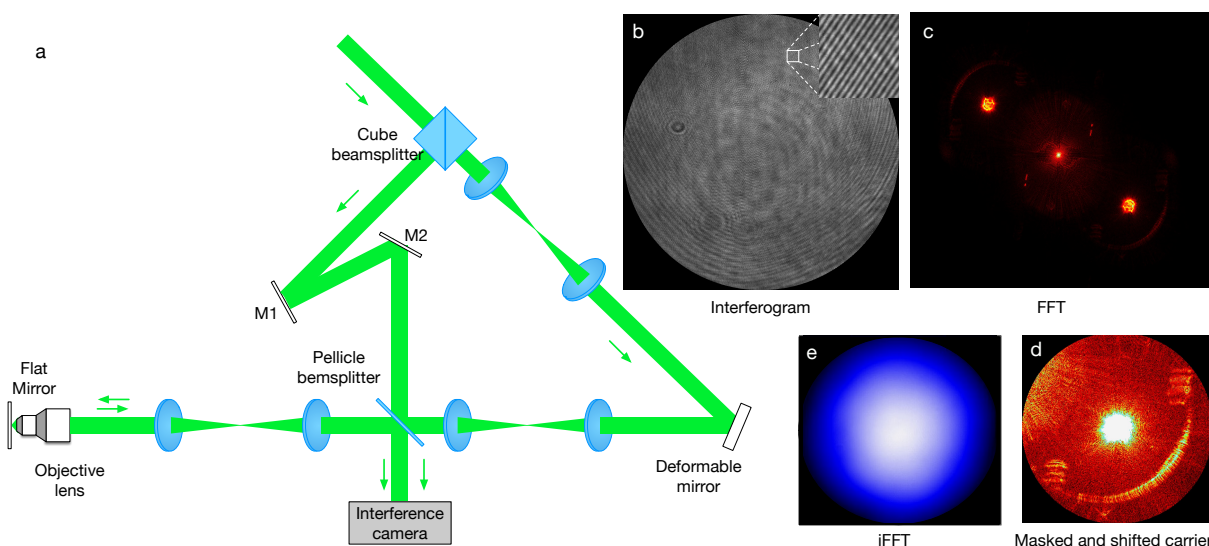 a
Cube
beamsplitter
M2
M1
Pellicle
bemsplitter
Flat
Mirror
Objective
lens
Deformable
mirror
Interference
camera
b
Interferogram
c
FFT
e
iFFT
d
Masked and shifted carrier